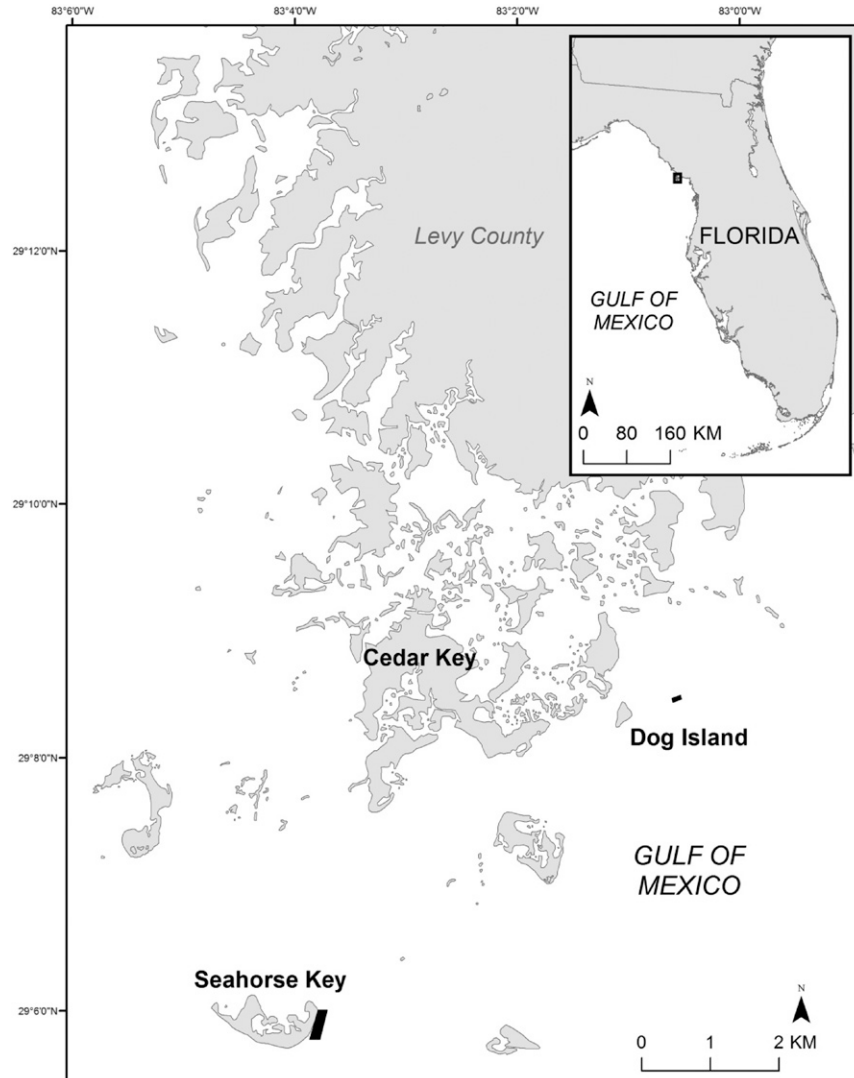 83°6'0"W
83°4'0"W
83°2'0"W
83°0'0"W
29°12'0"N
29°10'0"N
29°8'0"N
29°6'0"N
Levy County
FLORIDA
GULF OF
MEXICO
N
0 80 160 KM
Cedar Key
Dog Island
GULF OF
MEXICO
Seahorse Key
N
0 1 2 KM